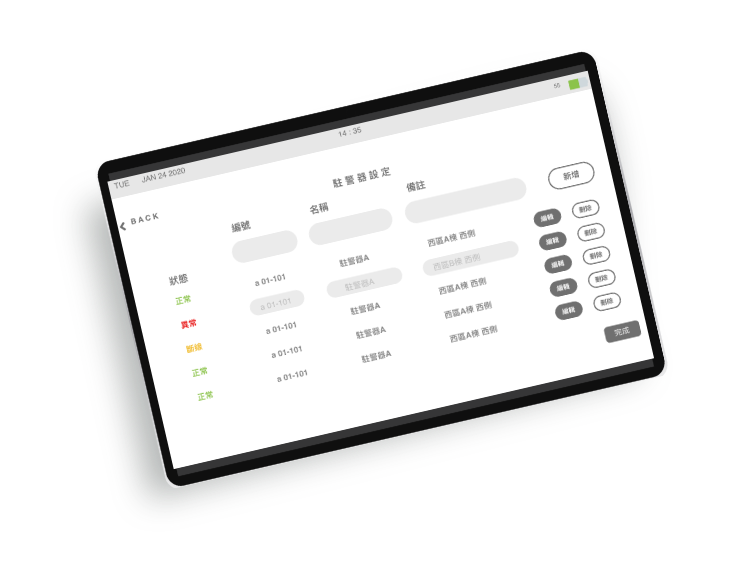 TUE JAN 24 2020 14 : 35 55
BACK
駐警器設定
編號 名稱 備註
新增
狀態
正常 a 01-101 駐警器A 西區A棟 西側 編輯 刪除
異常 a 01-101 駐警器A 西區B棟 西側 編輯 刪除
斷線 a 01-101 駐警器A 西區A棟 西側 編輯 刪除
正常 a 01-101 駐警器A 西區A棟 西側 編輯 刪除
正常 a 01-101 駐警器A 西區A棟 西側 編輯 刪除
完成